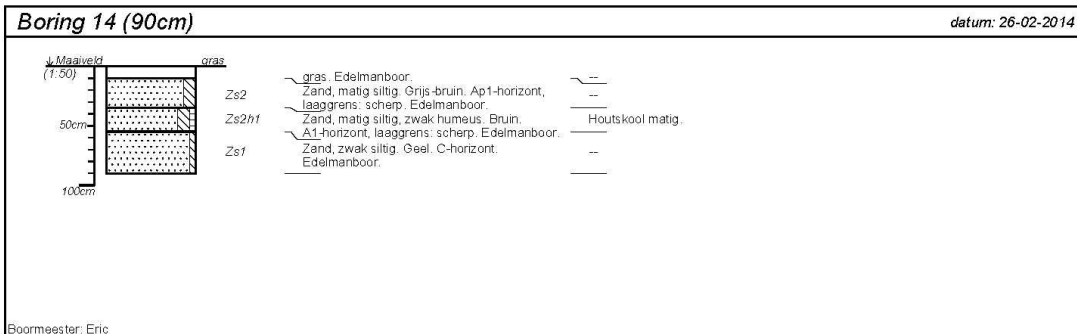 Boring 14 (90cm)
datum: 26-02-2014
↓ Maaiveld
gras
(1:50)
gras. Edelmanboor.
--
Zs2
Zand, matig siltig. Grijs-bruin. Ap1-horizont,
laaggrens: scherp. Edelmanboor.
--
50cm
Zs2h1
Zand, matig siltig, zwak humeus. Bruin.
A1-horizont, laaggrens: scherp. Edelmanboor.
Houtskool matig.
Zs1
Zand, zwak siltig. Geel. C-horizont.
Edelmanboor.
--
100cm
Boormeester: Eric